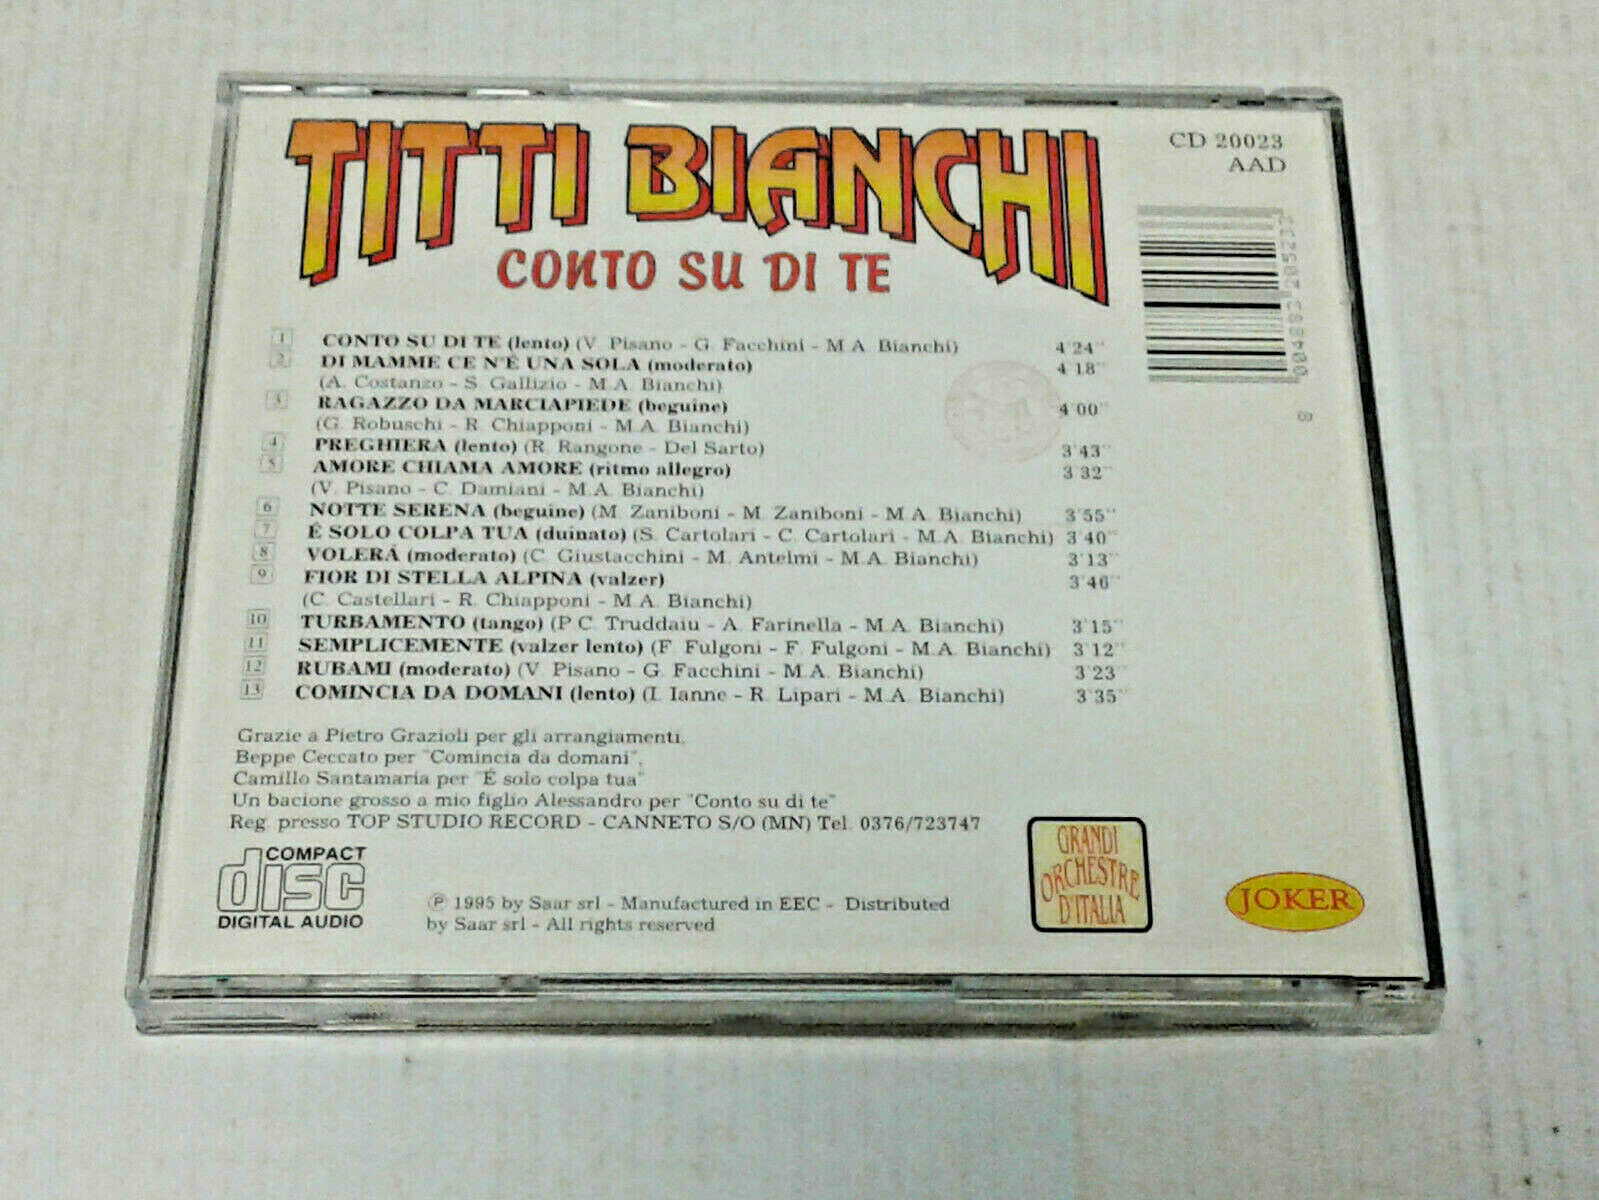 TITTI BIANCHI
CONTO SU DI TE
CD 20023
AAD
1 CONTO SU DI TE (lento) (V. Pisano - G. Facchini - M.A. Bianchi) 4'24"
2 DI MAMME CE N'È UNA SOLA (moderato) 4'18"
(A. Costanzo - S. Gallizio - M.A. Bianchi)
3 RAGAZZO DA MARCIAPIEDE (beguine) 4'00"
(G. Robuschi - R. Chiapponi - M.A. Bianchi)
4 PREGHIERA (lento) (R. Rangone - Del Sarto) 3'43"
5 AMORE CHIAMA AMORE (ritmo allegro) 3'32"
(V. Pisano - C. Damiani - M.A. Bianchi)
6 NOTTE SERENA (beguine) (M. Zaniboni - M. Zaniboni - M.A. Bianchi) 3'55"
7 È SOLO COLPA TUA (duinato) (S. Cartolari - C. Cartolari - M.A. Bianchi) 3'40"
8 VOLERÀ (moderato) (C. Giustacchini - M. Antelmi - M.A. Bianchi) 3'13"
9 FIOR DI STELLA ALPINA (valzer) 3'46"
(C. Castellari - R. Chiapponi - M.A. Bianchi)
10 TURBAMENTO (tango) (P.C. Truddaiu - A. Farinella - M.A. Bianchi) 3'15"
11 SEMPLICEMENTE (valzer lento) (F. Fulgoni - F. Fulgoni - M.A. Bianchi) 3'12"
12 RUBAMI (moderato) (V. Pisano - G. Facchini - M.A. Bianchi) 3'23
13 COMINCIA DA DOMANI (lento) (I. Ianne - R. Lipari - M.A. Bianchi) 3'35"
Grazie a Pietro Grazioli per gli arrangiamenti,
Beppe Ceccato per "Comincia da domani",
Camillo Santamaria per "È solo colpa tua"
Un bacione grosso a mio figlio Alessandro per "Conto su di te"
Reg. presso TOP STUDIO RECORD - CANNETO S/O (MN) Tel. 0376/723747
COMPACT
disc
DIGITAL AUDIO
℗ 1995 by Saar srl - Manufactured in EEC - Distributed
by Saar srl - All rights reserved
GRANDI
ORCHESTRE
D'ITALIA
JOKER